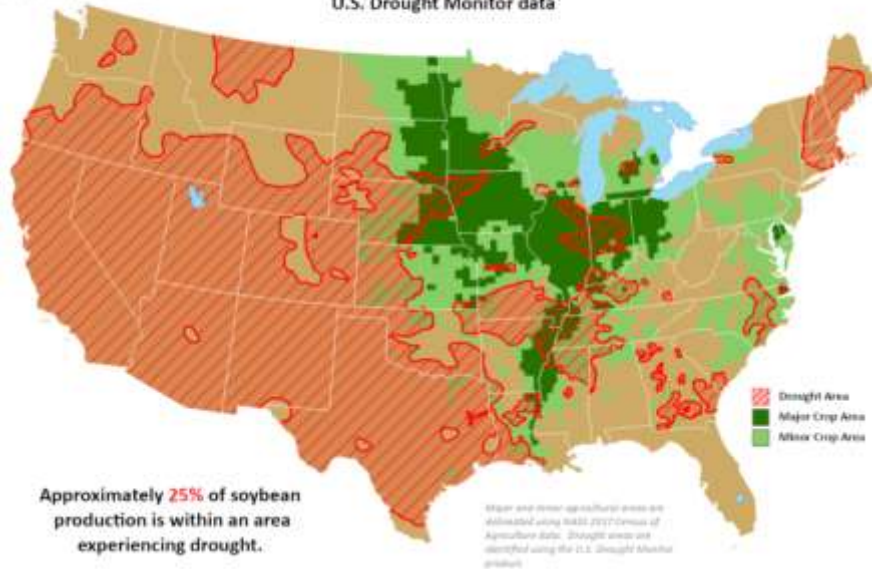 U.S. Drought Monitor data
Drought Area
Major Crop Area
Minor Crop Area
Approximately 25% of soybean
production is within an area
experiencing drought.
Major and minor agricultural areas are
delineated using NASS 2017 Census of
Agriculture data. Drought areas are
identified using the U.S. Drought Monitor
product.